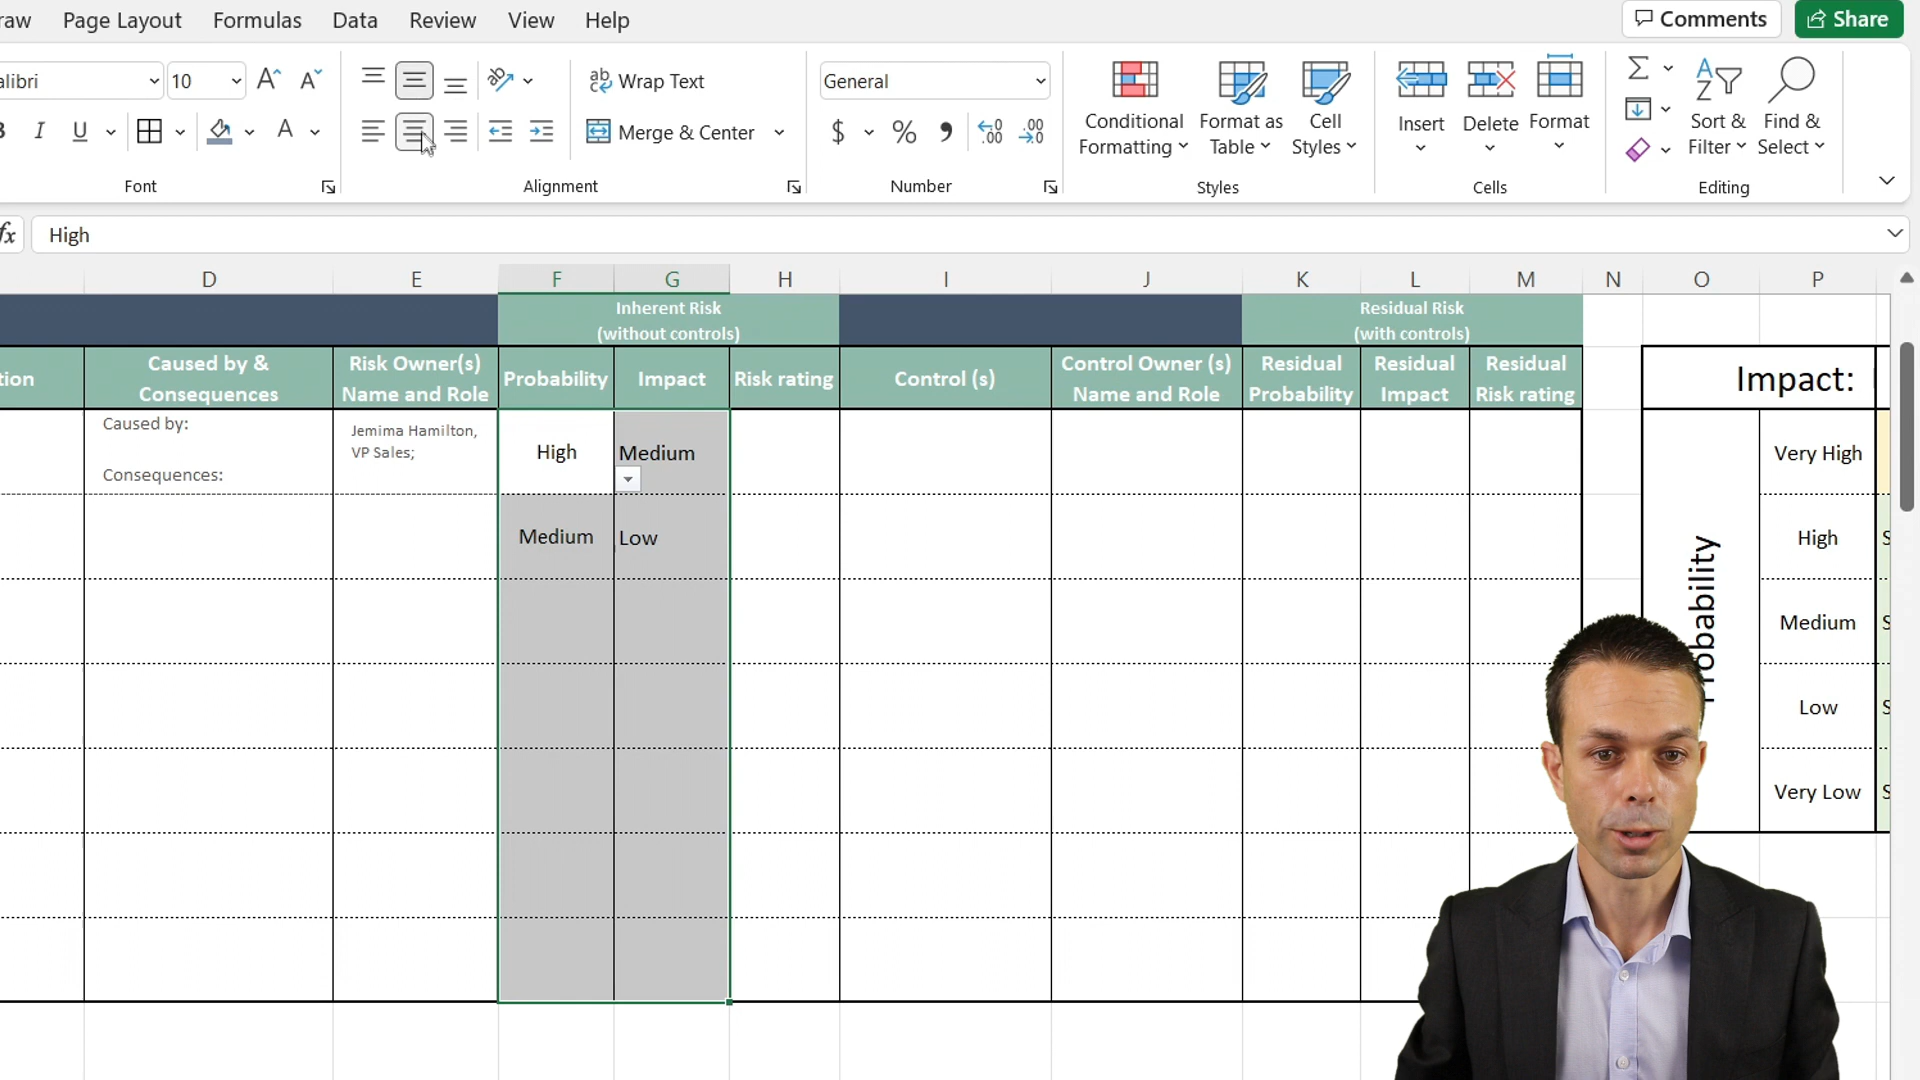 Page Layout Formulas Data Review View Help
Comments Share
10 Wrap Text General
Conditional Formatting Format as Table Cell Styles Insert Delete Format Sort & Filter Find & Select
U Merge & Center $ % .00 .00
Font Alignment Number Styles Cells Editing
fx High
D E F G H I J K L M N O P
Inherent Risk
(without controls)
Residual Risk
(with controls)
Caused by &
Consequences
Risk Owner(s)
Name and Role
Probability
Impact
Risk rating
Control (s)
Control Owner (s)
Name and Role
Residual
Probability
Residual
Impact
Residual
Risk rating
Impact:
Caused by:
Consequences:
Jemima Hamilton,
VP Sales;
High Medium
Medium Low
Probability
Very High
High
Medium
Low
Very Low